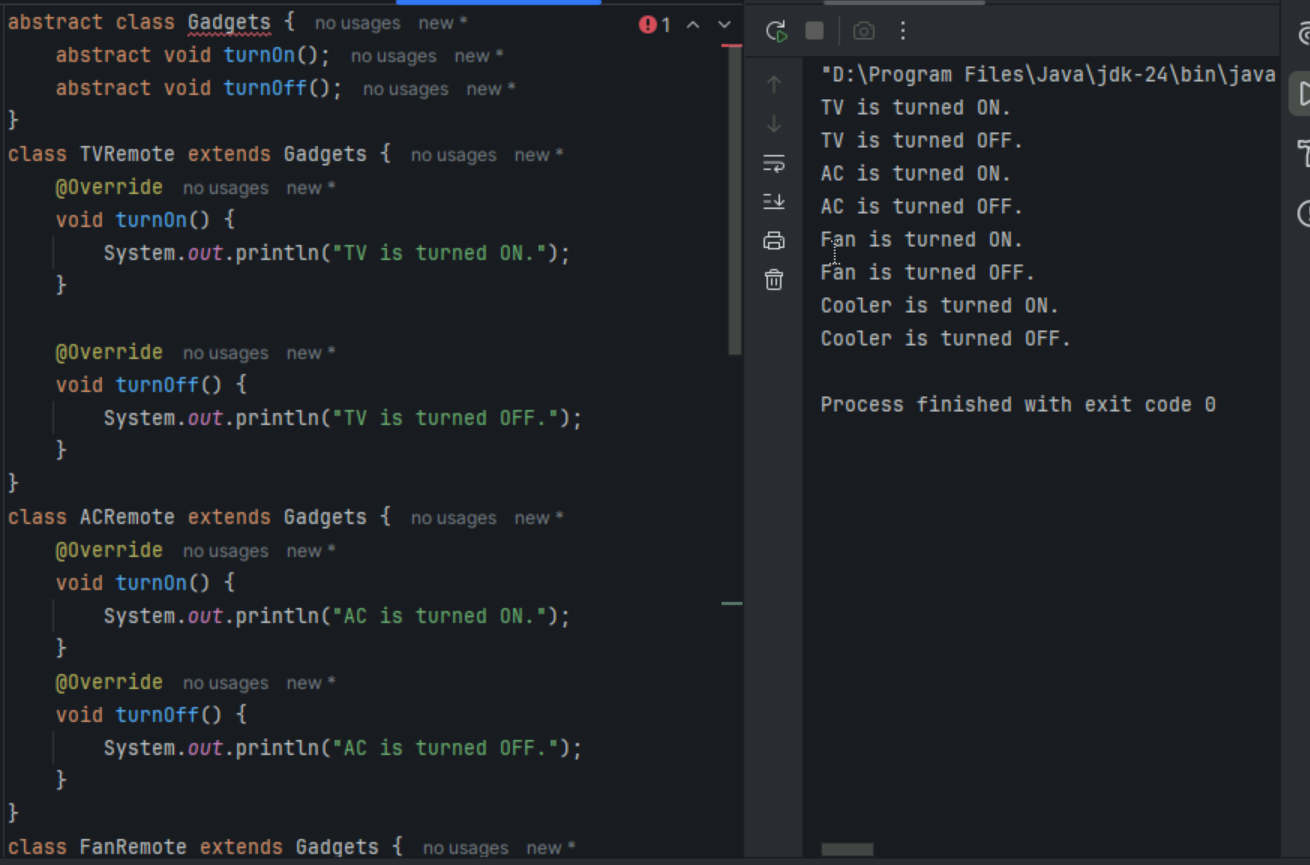 abstract class Gadgets { no usages new *
1
abstract void turnOn(); no usages new *
abstract void turnOff(); no usages new *
}
class TVRemote extends Gadgets { no usages new *
@Override no usages new *
void turnOn() {
System.out.println("TV is turned ON.");
}
@Override no usages new *
void turnOff() {
System.out.println("TV is turned OFF.");
}
}
class ACRemote extends Gadgets { no usages new *
@Override no usages new *
void turnOn() {
System.out.println("AC is turned ON.");
}
@Override no usages new *
void turnOff() {
System.out.println("AC is turned OFF.");
}
}
class FanRemote extends Gadgets { no usages new *
"D:\Program Files\Java\jdk-24\bin\java
TV is turned ON.
TV is turned OFF.
AC is turned ON.
AC is turned OFF.
Fan is turned ON.
Fan is turned OFF.
Cooler is turned ON.
Cooler is turned OFF.
Process finished with exit code 0